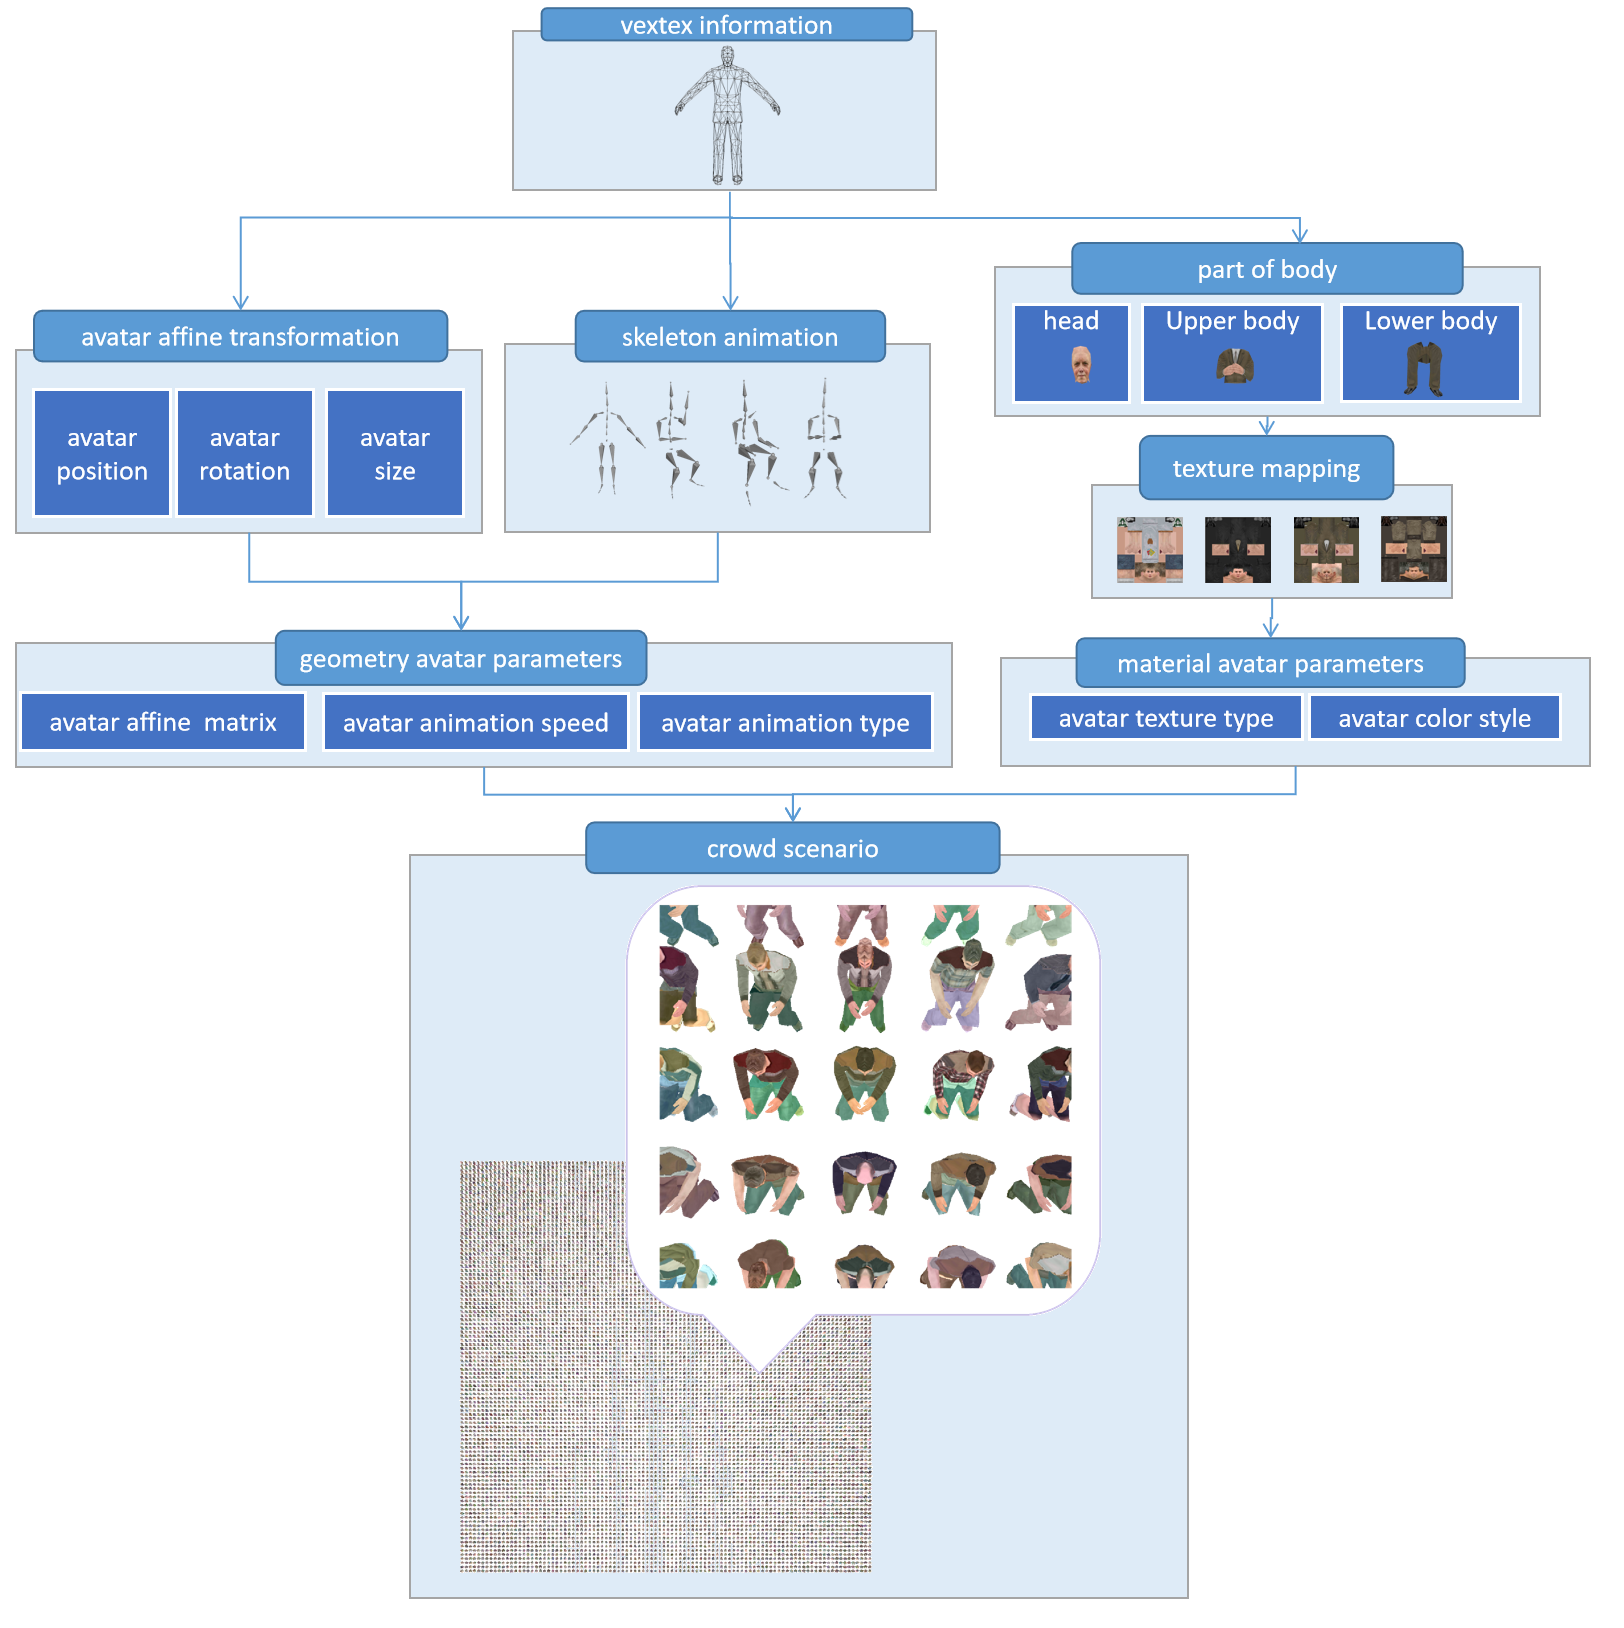 vextex information
part of body
head
Upper body
Lower body
avatar affine transformation
skeleton animation
avatar
position
avatar
rotation
avatar
size
texture mapping
geometry avatar parameters
avatar affine matrix
avatar animation speed
avatar animation type
material avatar parameters
avatar texture type
avatar color style
crowd scenario